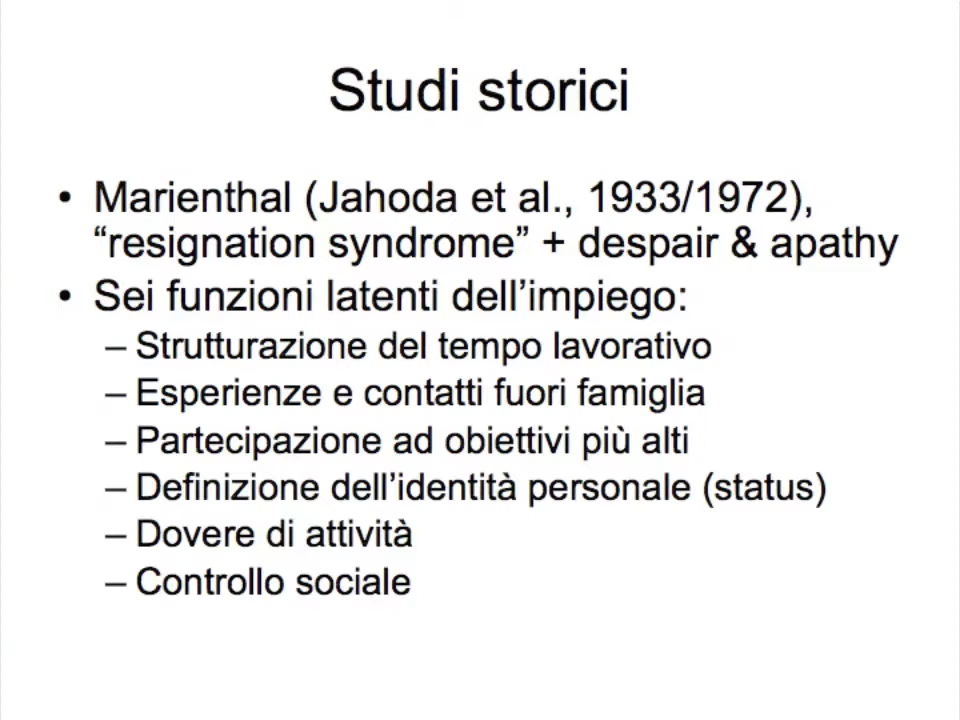 Studi storici
• Marienthal (Jahoda et al., 1933/1972),
“resignation syndrome” + despair & apathy
• Sei funzioni latenti dell’impiego:
– Strutturazione del tempo lavorativo
– Esperienze e contatti fuori famiglia
– Partecipazione ad obiettivi più alti
– Definizione dell’identità personale (status)
– Dovere di attività
– Controllo sociale